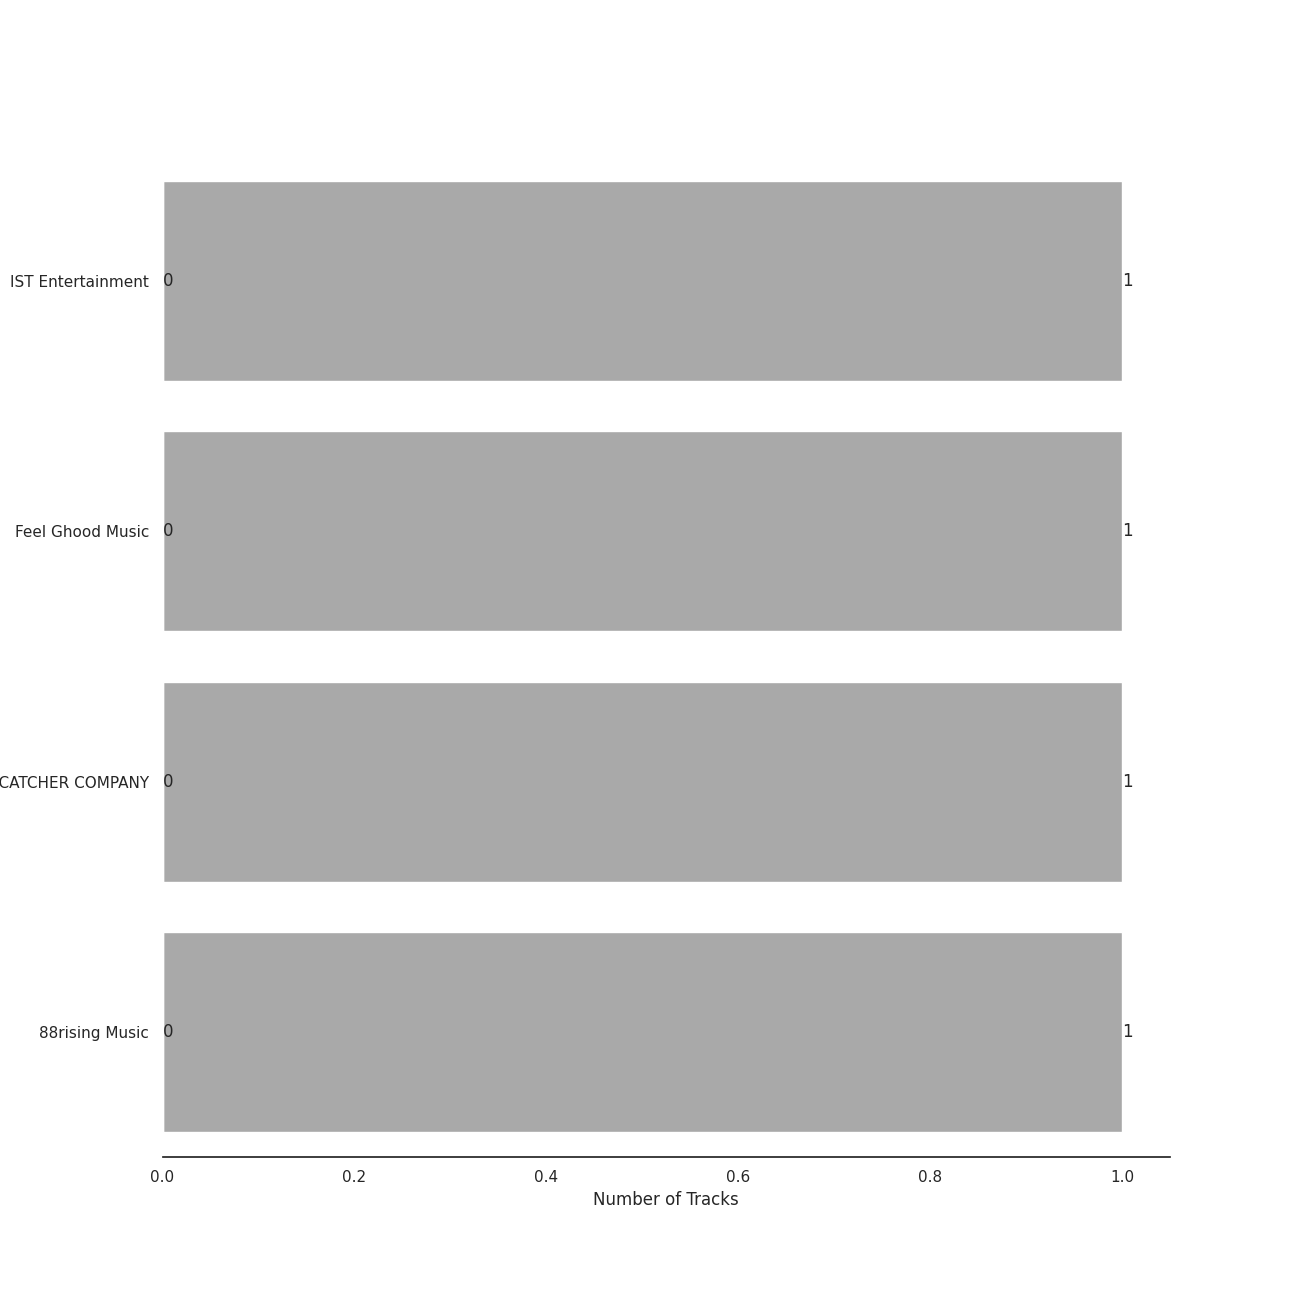 IST Entertainment 0 1
Feel Ghood Music 0 1
CATCHER COMPANY 0 1
88rising Music 0 1
0.0 0.2 0.4 0.6 0.8 1.0
Number of Tracks